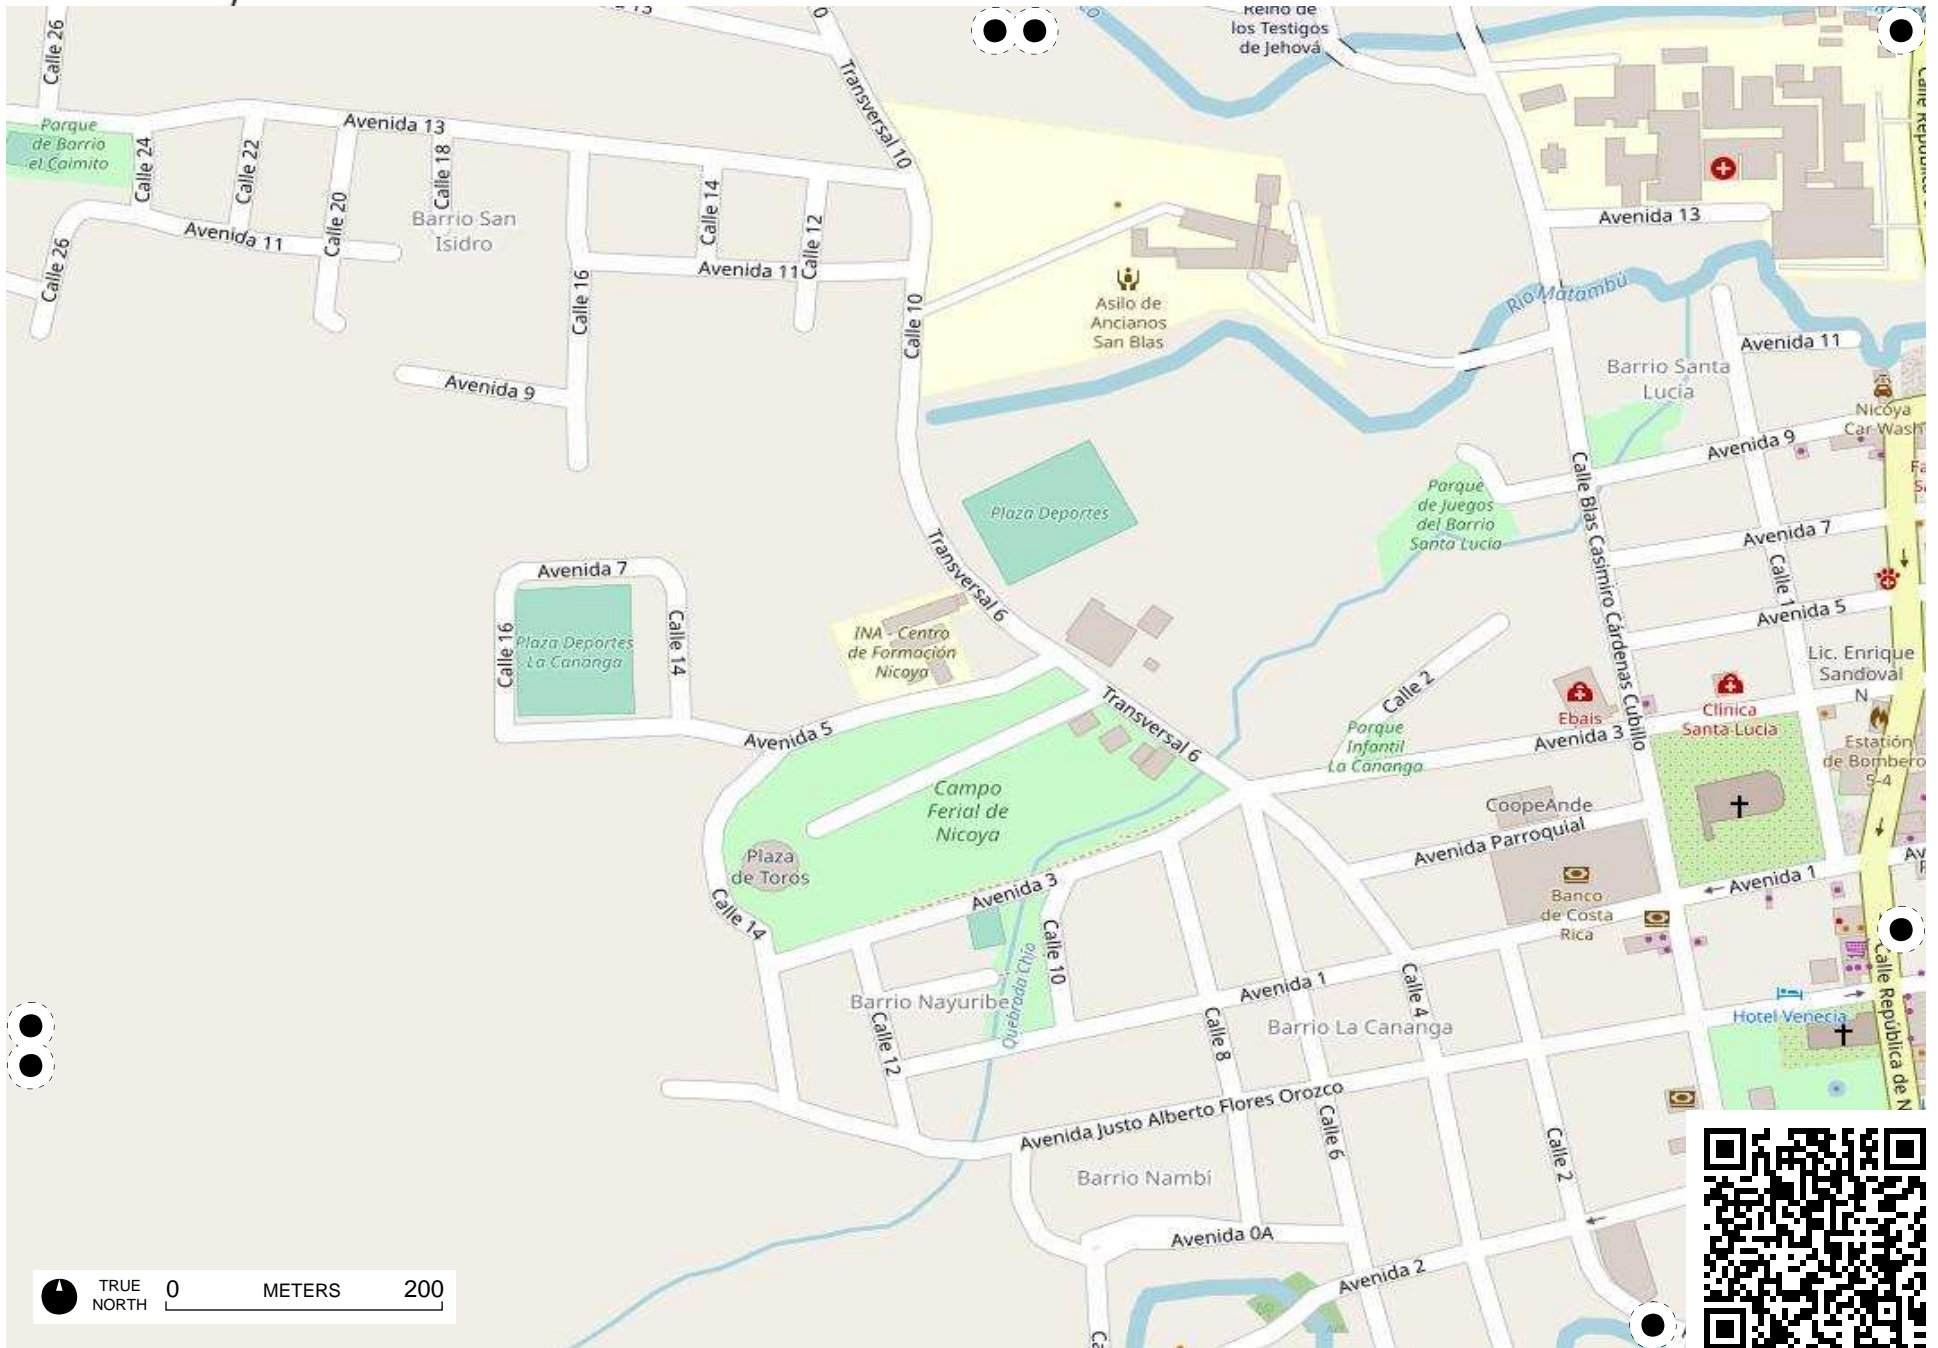 Calle 26
Transversal 10
Reino de
los Testigos
de Jehová
Parque
de Barrio
el Caimito
Calle 24
Calle 22
Avenida 13
Calle 18
Calle 20
Barrio San
Isidro
Avenida 11
Calle 26
Calle 14
Calle 12
Avenida 11
Calle 16
Calle 10
Avenida 9
Asilo de
Ancianos
San Blas
Avenida 13
Río Matambú
Avenida 11
Barrio Santa
Lucía
Nicoya
Car Wash
Avenida 9
Calle Blas Casimiro Cárdenas Cubillo
Plaza Deportes
Parque
de Juegos
del Barrio
Santa Lucía
Avenida 7
Calle 1
Avenida 5
Transversal 6
Avenida 7
Calle 16
Plaza Deportes
La Cananga
Calle 14
INA - Centro
de Formación
Nicoya
Lic. Enrique
Sandoval
N
Calle 2
Ebais
Clínica
Santa Lucia
Avenida 3
Parque
Infantil
La Cananga
Transversal 6
Avenida 5
Estatión
de Bombero
5-4
Campo
Ferial de
Nicoya
CoopeAnde
Avenida Parroquial
Plaza
de Toros
Calle 14
Avenida 3
Banco
de Costa
Rica
Avenida 1
Calle 10
Quebrada Chío
Barrio Nayuribe
Calle 12
Avenida 1
Calle 4
Calle 8
Barrio La Cananga
Hotel Venecia
Calle República de N
Avenida Justo Alberto Flores Orozco
Calle 6
Calle 2
Barrio Nambí
Avenida 0A
Avenida 2
TRUE
NORTH
0 METERS 200